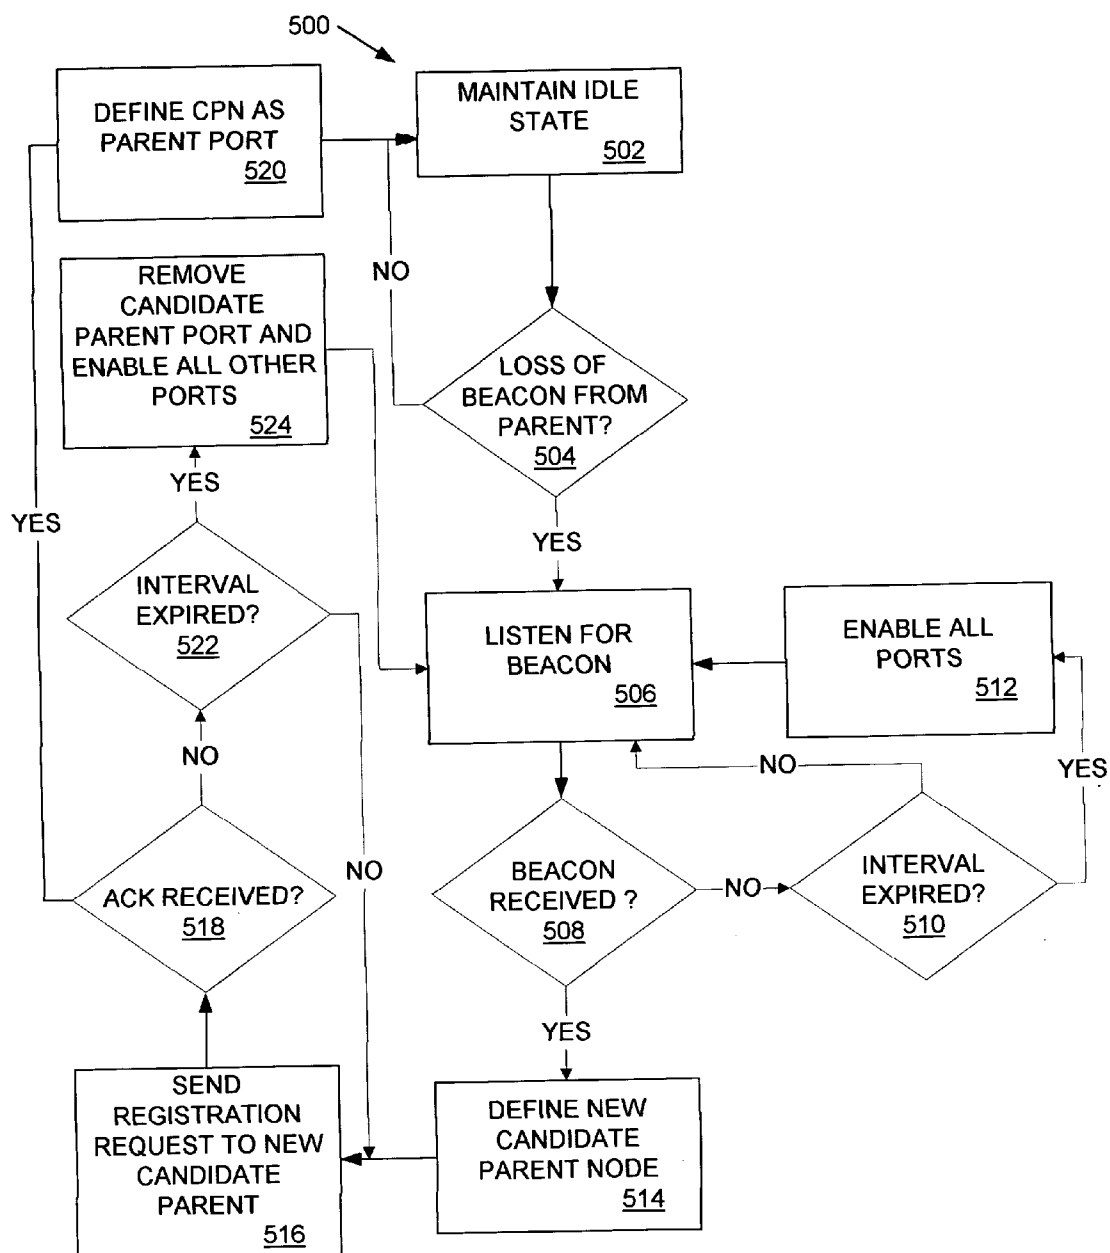 500
DEFINE CPN AS
PARENT PORT
520
MAINTAIN IDLE
STATE
502
NO
REMOVE
CANDIDATE
PARENT PORT AND
ENABLE ALL OTHER
PORTS
524
LOSS OF
BEACON FROM
PARENT?
504
YES
YES
YES
INTERVAL
EXPIRED?
522
LISTEN FOR
BEACON
506
ENABLE ALL
PORTS
512
NO
NO
YES
ACK RECEIVED?
518
NO
BEACON
RECEIVED ?
508
NO
INTERVAL
EXPIRED?
510
YES
SEND
REGISTRATION
REQUEST TO NEW
CANDIDATE
PARENT
516
DEFINE NEW
CANDIDATE
PARENT NODE
514